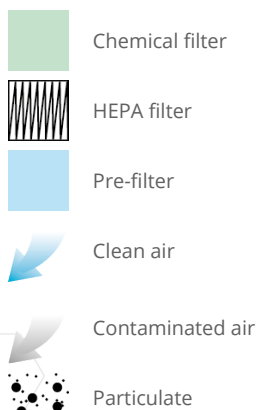 Chemical filter
HEPA filter
Pre-filter
Clean air
Contaminated air
Particulate